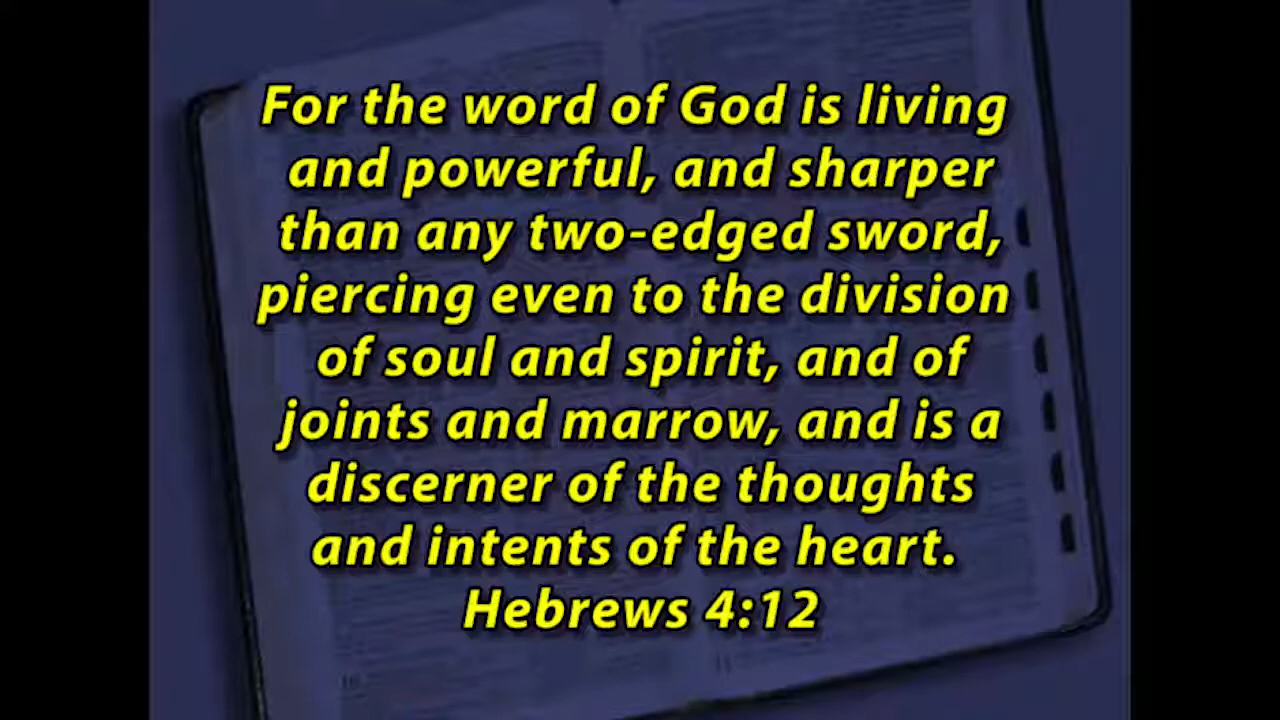 For the word of God is living
and powerful, and sharper
than any two-edged sword,
piercing even to the division
of soul and spirit, and of
joints and marrow, and is a
discerner of the thoughts
and intents of the heart.
Hebrews 4:12